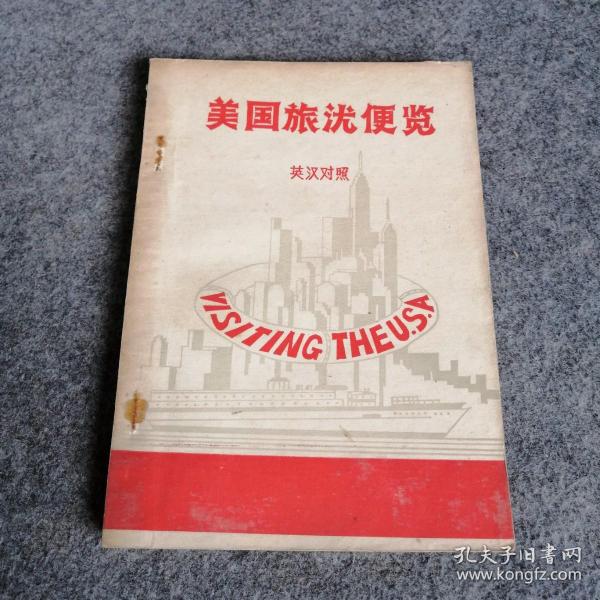 美国旅浼便览
英汉对照
VISITING THE U.S.A
孔夫子旧书网
www.kongfz.com